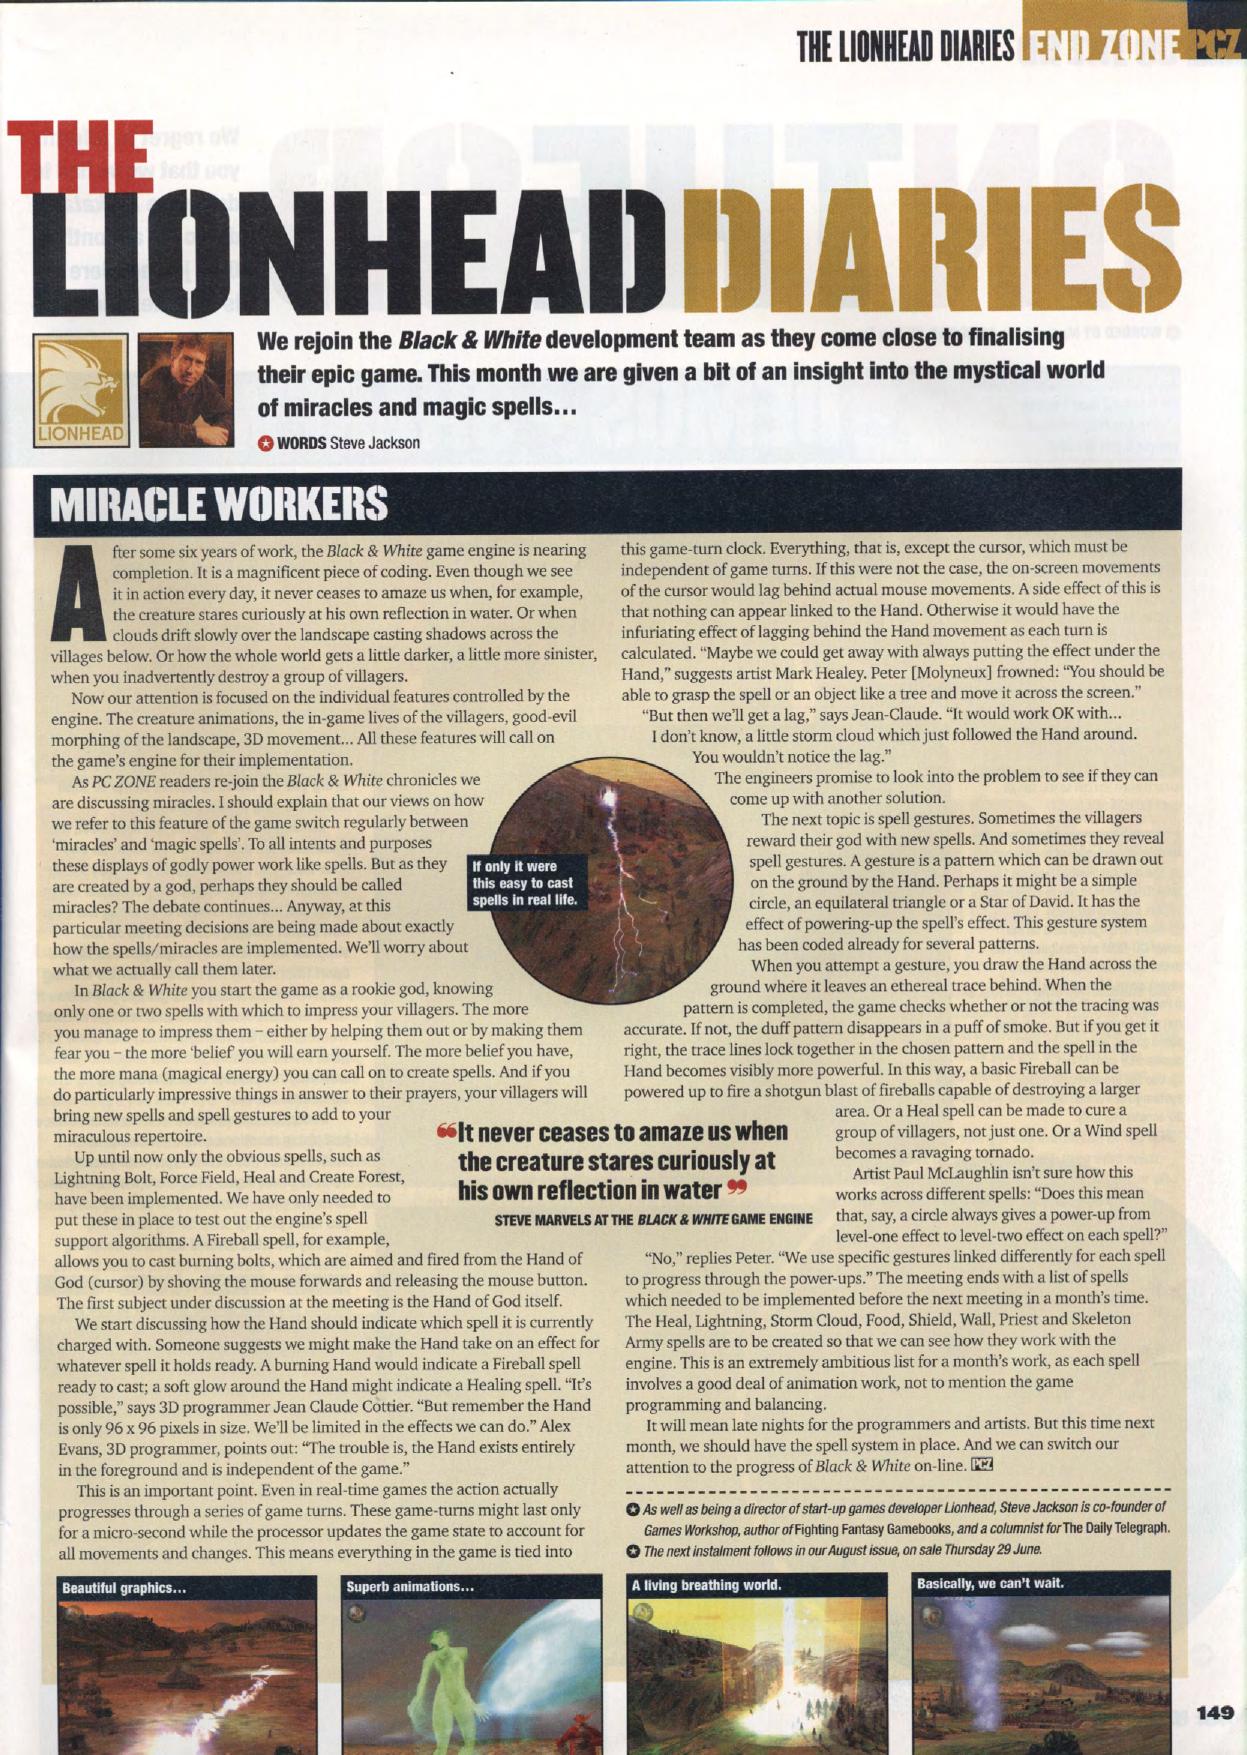 THE LIONHEAD DIARIES END ZONE PCZ
THE
LIONHEAD DIARIES
LIONHEAD
We rejoin the Black & White development team as they come close to finalising
their epic game. This month we are given a bit of an insight into the mystical world
of miracles and magic spells...
WORDS Steve Jackson
MIRACLE WORKERS
After some six years of work, the Black & White game engine is nearing
completion. It is a magnificent piece of coding. Even though we see
it in action every day, it never ceases to amaze us when, for example,
the creature stares curiously at his own reflection in water. Or when
clouds drift slowly over the landscape casting shadows across the
villages below. Or how the whole world gets a little darker, a little more sinister,
when you inadvertently destroy a group of villagers.
Now our attention is focused on the individual features controlled by the
engine. The creature animations, the in-game lives of the villagers, good-evil
morphing of the landscape, 3D movement... All these features will call on
the game's engine for their implementation.
As PC ZONE readers re-join the Black & White chronicles we
are discussing miracles. I should explain that our views on how
we refer to this feature of the game switch regularly between
'miracles' and 'magic spells'. To all intents and purposes
these displays of godly power work like spells. But as they
are created by a god, perhaps they should be called
miracles? The debate continues... Anyway, at this
particular meeting decisions are being made about exactly
how the spells/miracles are implemented. We'll worry about
what we actually call them later.
In Black & White you start the game as a rookie god, knowing
only one or two spells with which to impress your villagers. The more
you manage to impress them – either by helping them out or by making them
fear you – the more 'belief' you will earn yourself. The more belief you have,
the more mana (magical energy) you can call on to create spells. And if you
do particularly impressive things in answer to their prayers, your villagers will
bring new spells and spell gestures to add to your
miraculous repertoire.
Up until now only the obvious spells, such as
Lightning Bolt, Force Field, Heal and Create Forest,
have been implemented. We have only needed to
put these in place to test out the engine's spell
support algorithms. A Fireball spell, for example,
allows you to cast burning bolts, which are aimed and fired from the Hand of
God (cursor) by shoving the mouse forwards and releasing the mouse button.
The first subject under discussion at the meeting is the Hand of God itself.
We start discussing how the Hand should indicate which spell it is currently
charged with. Someone suggests we might make the Hand take on an effect for
whatever spell it holds ready. A burning Hand would indicate a Fireball spell
ready to cast; a soft glow around the Hand might indicate a Healing spell. "It's
possible," says 3D programmer Jean Claude Cottier. "But remember the Hand
is only 96 x 96 pixels in size. We'll be limited in the effects we can do." Alex
Evans, 3D programmer, points out: "The trouble is, the Hand exists entirely
in the foreground and is independent of the game."
This is an important point. Even in real-time games the action actually
progresses through a series of game turns. These game-turns might last only
for a micro-second while the processor updates the game state to account for
all movements and changes. This means everything in the game is tied into
this game-turn clock. Everything, that is, except the cursor, which must be
independent of game turns. If this were not the case, the on-screen movements
of the cursor would lag behind actual mouse movements. A side effect of this is
that nothing can appear linked to the Hand. Otherwise it would have the
infuriating effect of lagging behind the Hand movement as each turn is
calculated. "Maybe we could get away with always putting the effect under the
Hand," suggests artist Mark Healey. Peter [Molyneux] frowned: "You should be
able to grasp the spell or an object like a tree and move it across the screen."
"But then we'll get a lag," says Jean-Claude. "It would work OK with...
I don't know, a little storm cloud which just followed the Hand around.
You wouldn't notice the lag."
The engineers promise to look into the problem to see if they can
come up with another solution.
The next topic is spell gestures. Sometimes the villagers
reward their god with new spells. And sometimes they reveal
spell gestures. A gesture is a pattern which can be drawn out
on the ground by the Hand. Perhaps it might be a simple
circle, an equilateral triangle or a Star of David. It has the
effect of powering-up the spell's effect. This gesture system
has been coded already for several patterns.
When you attempt a gesture, you draw the Hand across the
ground where it leaves an ethereal trace behind. When the
pattern is completed, the game checks whether or not the tracing was
accurate. If not, the duff pattern disappears in a puff of smoke. But if you get it
right, the trace lines lock together in the chosen pattern and the spell in the
Hand becomes visibly more powerful. In this way, a basic Fireball can be
powered up to fire a shotgun blast of fireballs capable of destroying a larger
area. Or a Heal spell can be made to cure a
group of villagers, not just one. Or a Wind spell
becomes a ravaging tornado.
Artist Paul McLaughlin isn't sure how this
works across different spells: "Does this mean
that, say, a circle always gives a power-up from
level-one effect to level-two effect on each spell?"
"No," replies Peter. "We use specific gestures linked differently for each spell
to progress through the power-ups." The meeting ends with a list of spells
which needed to be implemented before the next meeting in a month's time.
The Heal, Lightning, Storm Cloud, Food, Shield, Wall, Priest and Skeleton
Army spells are to be created so that we can see how they work with the
engine. This is an extremely ambitious list for a month's work, as each spell
involves a good deal of animation work, not to mention the game
programming and balancing.
It will mean late nights for the programmers and artists. But this time next
month, we should have the spell system in place. And we can switch our
attention to the progress of Black & White on-line. PCZ
If only it were
this easy to cast
spells in real life.
"It never ceases to amaze us when
the creature stares curiously at
his own reflection in water"
STEVE MARVELS AT THE BLACK & WHITE GAME ENGINE
As well as being a director of start-up games developer Lionhead, Steve Jackson is co-founder of
Games Workshop, author of Fighting Fantasy Gamebooks, and a columnist for The Daily Telegraph.
The next instalment follows in our August issue, on sale Thursday 29 June.
Beautiful graphics...
Superb animations...
A living breathing world.
Basically, we can't wait.
149